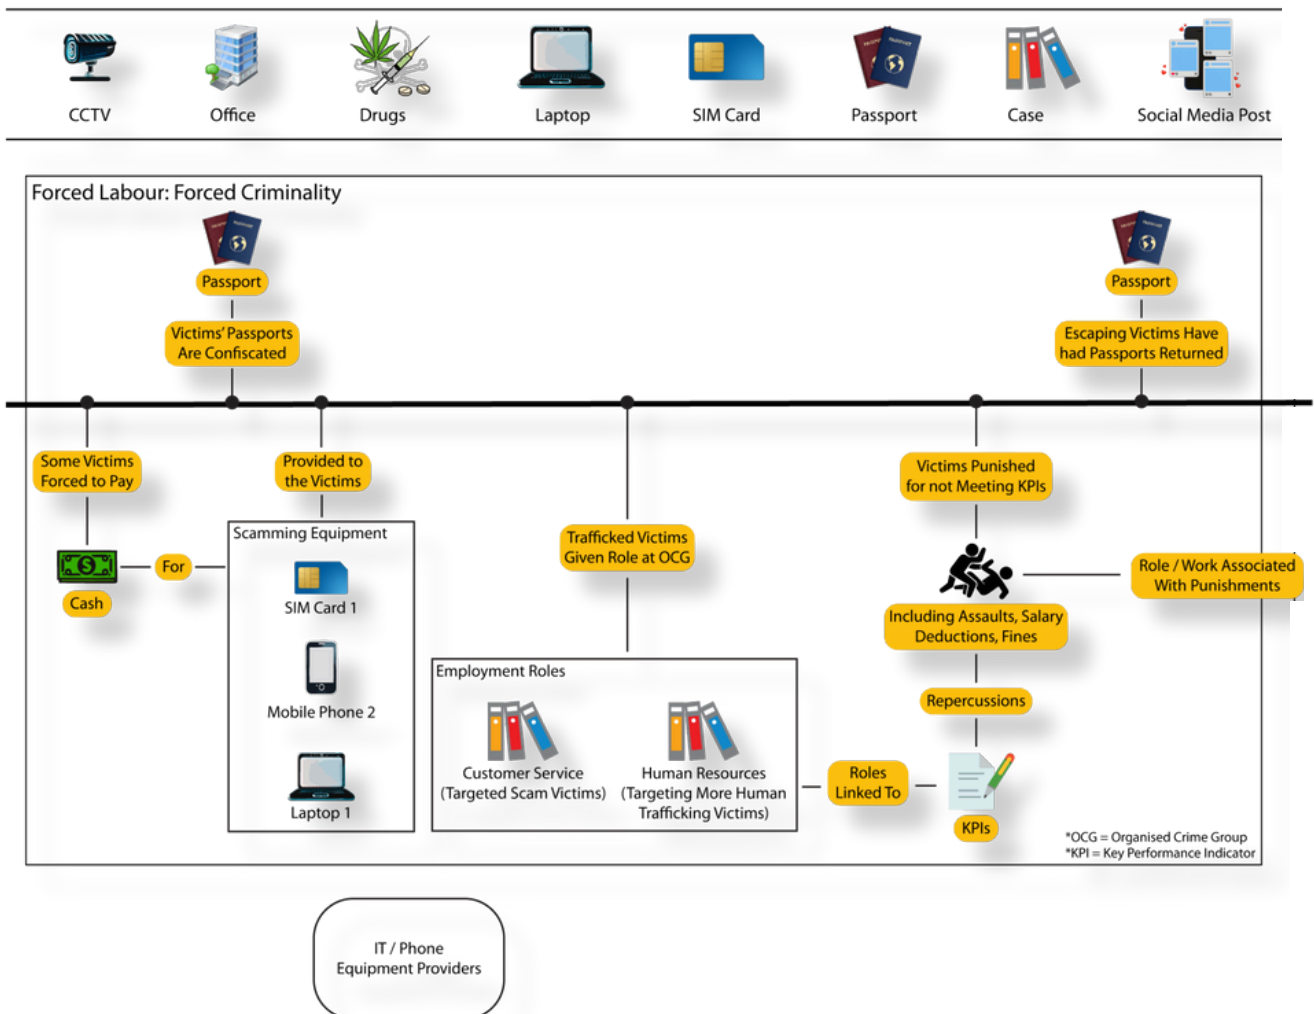 CCTV
Office
Drugs
Laptop
SIM Card
Passport
Case
Social Media Post
Forced Labour: Forced Criminality
Passport
Victims' Passports
Are Confiscated
Passport
Escaping Victims Have
had Passports Returned
Some Victims
Forced to Pay
Cash
For
Provided to
the Victims
Scamming Equipment
SIM Card 1
Mobile Phone 2
Laptop 1
Trafficked Victims
Given Role at OCG
Employment Roles
Customer Service
(Targeted Scam Victims)
Human Resources
(Targeting More Human
Trafficking Victims)
Roles
Linked To
Victims Punished
for not Meeting KPIs
Including Assaults, Salary
Deductions, Fines
Role / Work Associated
With Punishments
Repercussions
KPIs
*OCG = Organised Crime Group
*KPI = Key Performance Indicator
IT / Phone
Equipment Providers